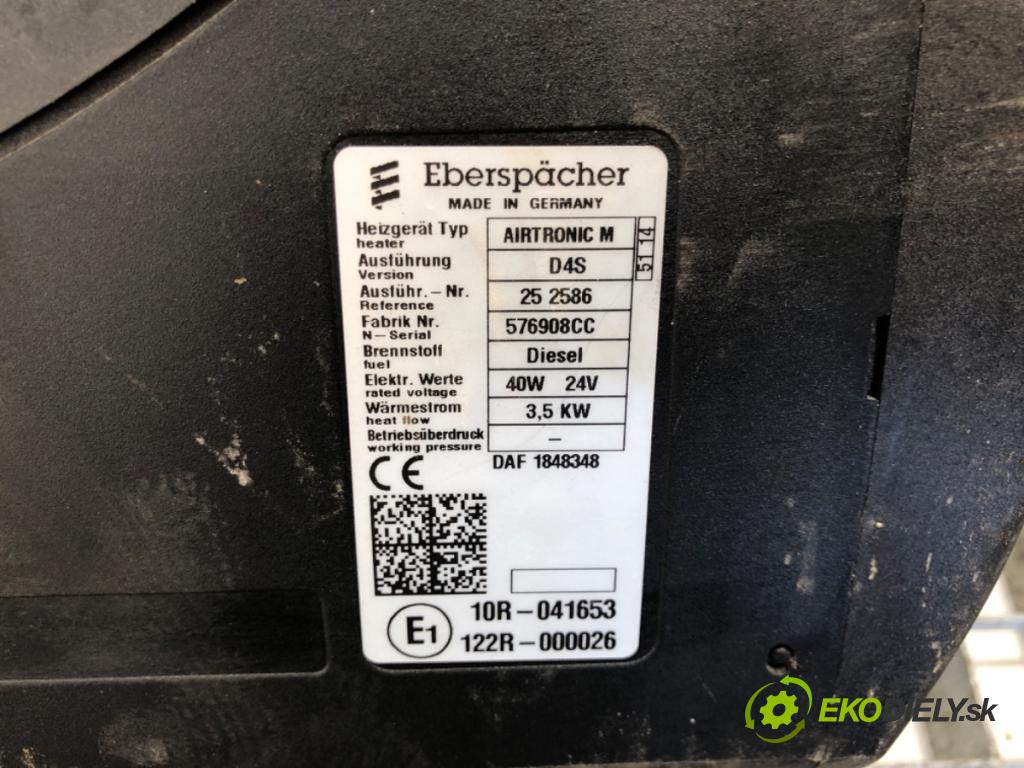 Eberspächer
MADE IN GERMANY
Heizgerät Typ AIRTRONIC M
heater
51 14
Ausführung D4S
Version
Ausführ.-Nr. 25 2586
Reference
Fabrik Nr. 576908CC
N-Serial
Brennstoff Diesel
fuel
Elektr. Werte 40W 24V
rated voltage
Wärmestrom 3,5 KW
heat flow
Betriebsüberdruck –
working pressure
DAF 1848348
CE
E1
10R-041653
122R-000026
EKODIELY.sk